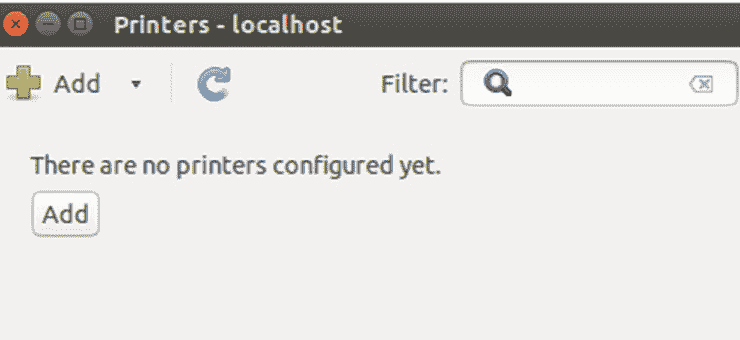 Printers - localhost
Add Filter:
There are no printers configured yet.
Add